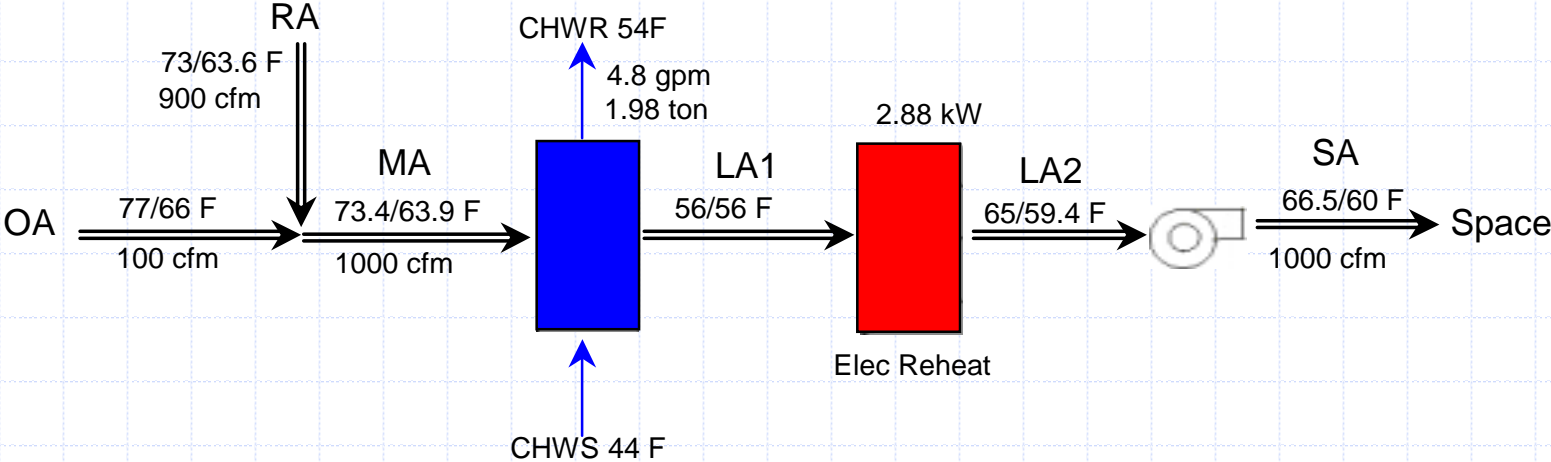 RA
73/63.6 F
900 cfm
CHWR 54F
4.8 gpm
1.98 ton
2.88 kW
MA
LA1
LA2
SA
OA
77/66 F
73.4/63.9 F
56/56 F
65/59.4 F
66.5/60 F
Space
100 cfm
1000 cfm
1000 cfm
Elec Reheat
CHWS 44 F